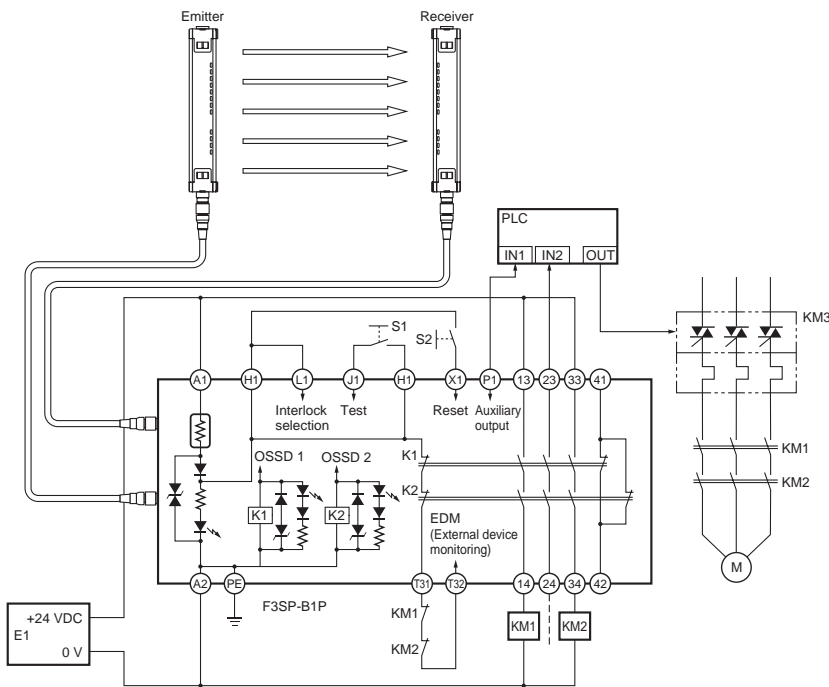 Emitter
Receiver
PLC
IN1 IN2 OUT
KM3
S1
S2
A1 H1 L1 J1 H1 X1 P1 13 23 33 41
Interlock
selection
Test
Reset
Auxiliary
output
KM1
KM2
OSSD 1 OSSD 2
K1
K2
K1 K2
EDM
(External device
monitoring)
M
A2 PE T31 T32 14 24 34 42
F3SP-B1P
+24 VDC
E1
0 V
KM1
KM2
KM1 KM2